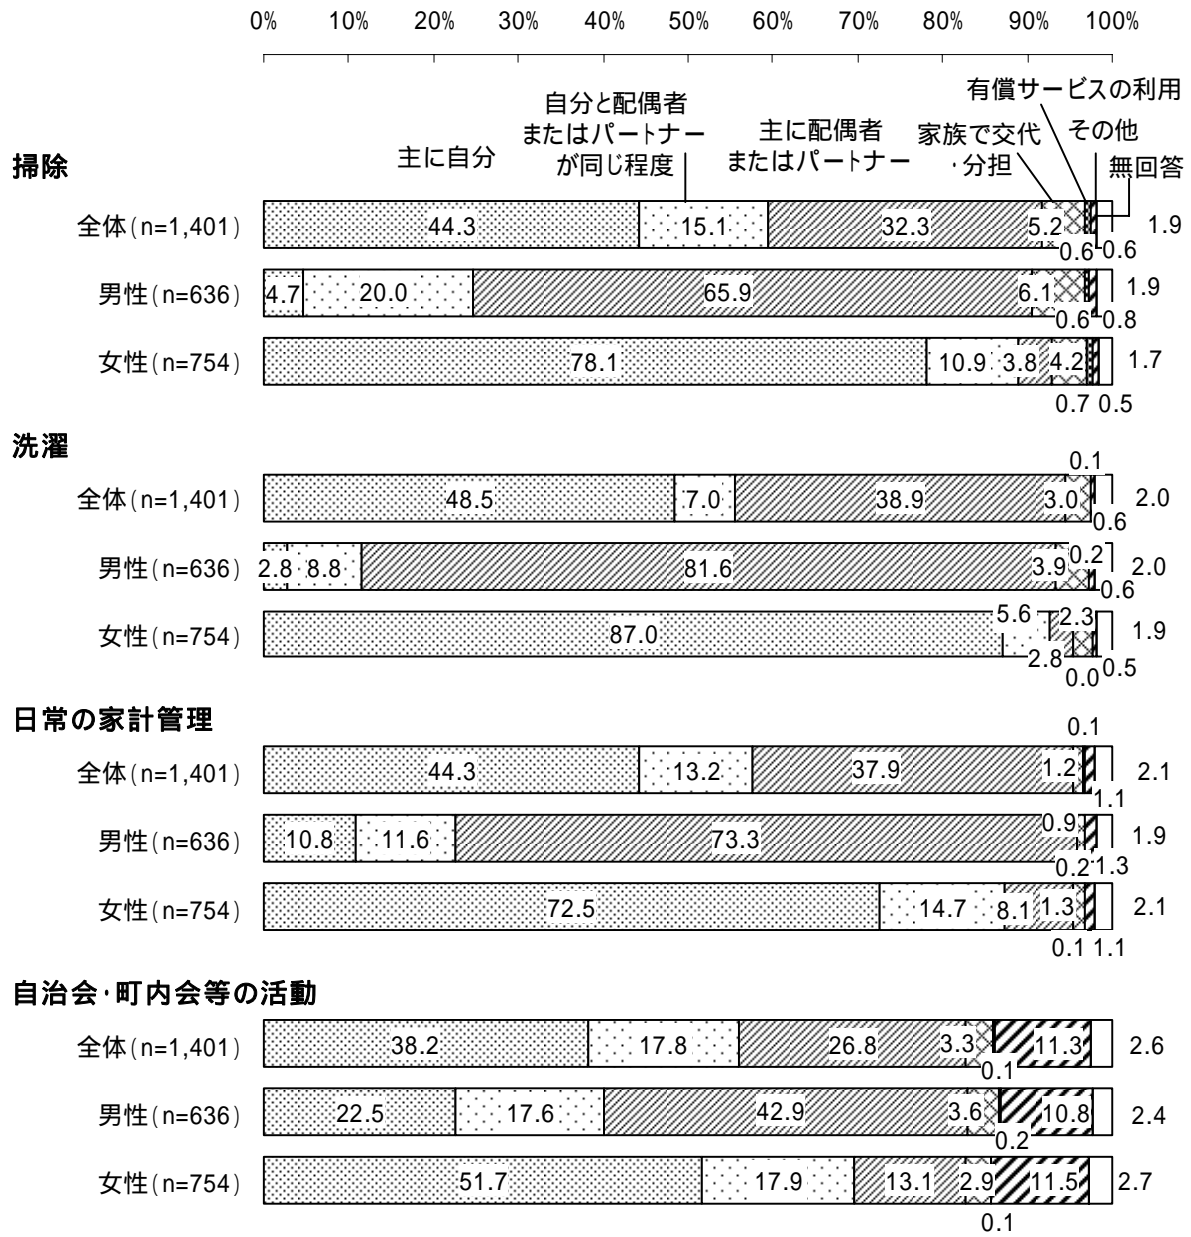 0% 10% 20% 30% 40% 50% 60% 70% 80% 90% 100%
有償サービスの利用
自分と配偶者
またはパートナー
が同じ程度
主に自分
主に配偶者
またはパートナー
家族で交代
・分担
その他
無回答
掃除
全体(n=1,401) 44.3 15.1 32.3 5.2 1.9
0.6 0.6
男性(n=636) 4.7 20.0 65.9 6.1 1.9
0.6 0.8
女性(n=754) 78.1 10.9 3.8 4.2 1.7
0.7 0.5
洗濯
0.1
全体(n=1,401) 48.5 7.0 38.9 3.0 2.0
0.6
男性(n=636) 2.8 8.8 81.6 3.9 0.2 2.0
0.6
女性(n=754) 87.0 5.6 2.8 2.3 1.9
0.0 0.5
日常の家計管理
0.1
全体(n=1,401) 44.3 13.2 37.9 1.2 2.1
1.1
男性(n=636) 10.8 11.6 73.3 0.9 1.9
0.2 1.3
女性(n=754) 72.5 14.7 8.1 1.3 2.1
0.1 1.1
自治会・町内会等の活動
全体(n=1,401) 38.2 17.8 26.8 3.3 11.3 2.6
0.1
男性(n=636) 22.5 17.6 42.9 3.6 10.8 2.4
0.2
女性(n=754) 51.7 17.9 13.1 2.9 11.5 2.7
0.1